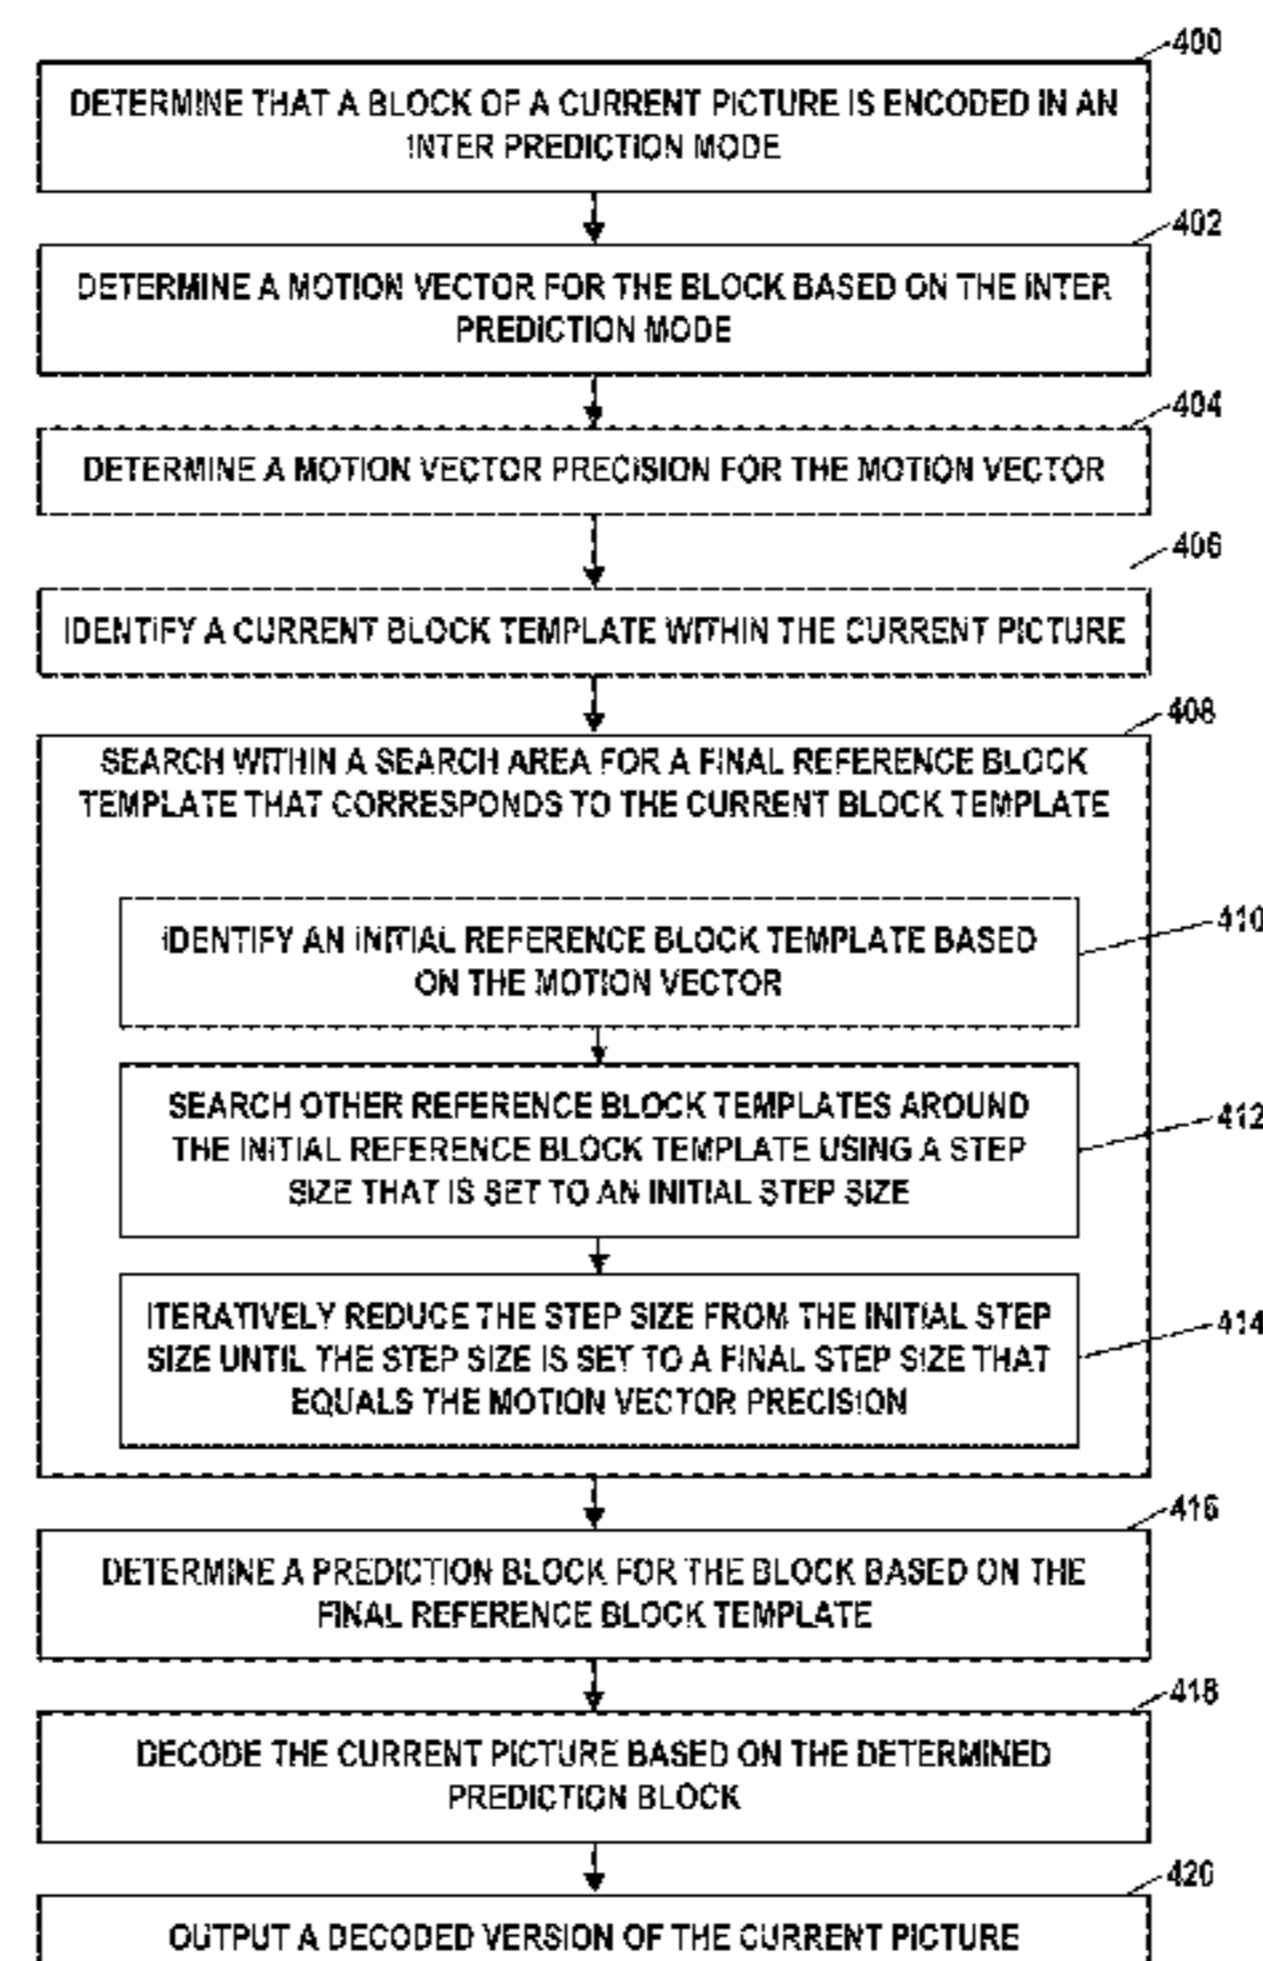 400
DETERMINE THAT A BLOCK OF A CURRENT PICTURE IS ENCODED IN AN
INTER PREDICTION MODE
402
DETERMINE A MOTION VECTOR FOR THE BLOCK BASED ON THE INTER
PREDICTION MODE
404
DETERMINE A MOTION VECTOR PRECISION FOR THE MOTION VECTOR
406
IDENTIFY A CURRENT BLOCK TEMPLATE WITHIN THE CURRENT PICTURE
408
SEARCH WITHIN A SEARCH AREA FOR A FINAL REFERENCE BLOCK
TEMPLATE THAT CORRESPONDS TO THE CURRENT BLOCK TEMPLATE
410
IDENTIFY AN INITIAL REFERENCE BLOCK TEMPLATE BASED
ON THE MOTION VECTOR
412
SEARCH OTHER REFERENCE BLOCK TEMPLATES AROUND
THE INITIAL REFERENCE BLOCK TEMPLATE USING A STEP
SIZE THAT IS SET TO AN INITIAL STEP SIZE
414
ITERATIVELY REDUCE THE STEP SIZE FROM THE INITIAL STEP
SIZE UNTIL THE STEP SIZE IS SET TO A FINAL STEP SIZE THAT
EQUALS THE MOTION VECTOR PRECISION
416
DETERMINE A PREDICTION BLOCK FOR THE BLOCK BASED ON THE
FINAL REFERENCE BLOCK TEMPLATE
418
DECODE THE CURRENT PICTURE BASED ON THE DETERMINED
PREDICTION BLOCK
420
OUTPUT A DECODED VERSION OF THE CURRENT PICTURE